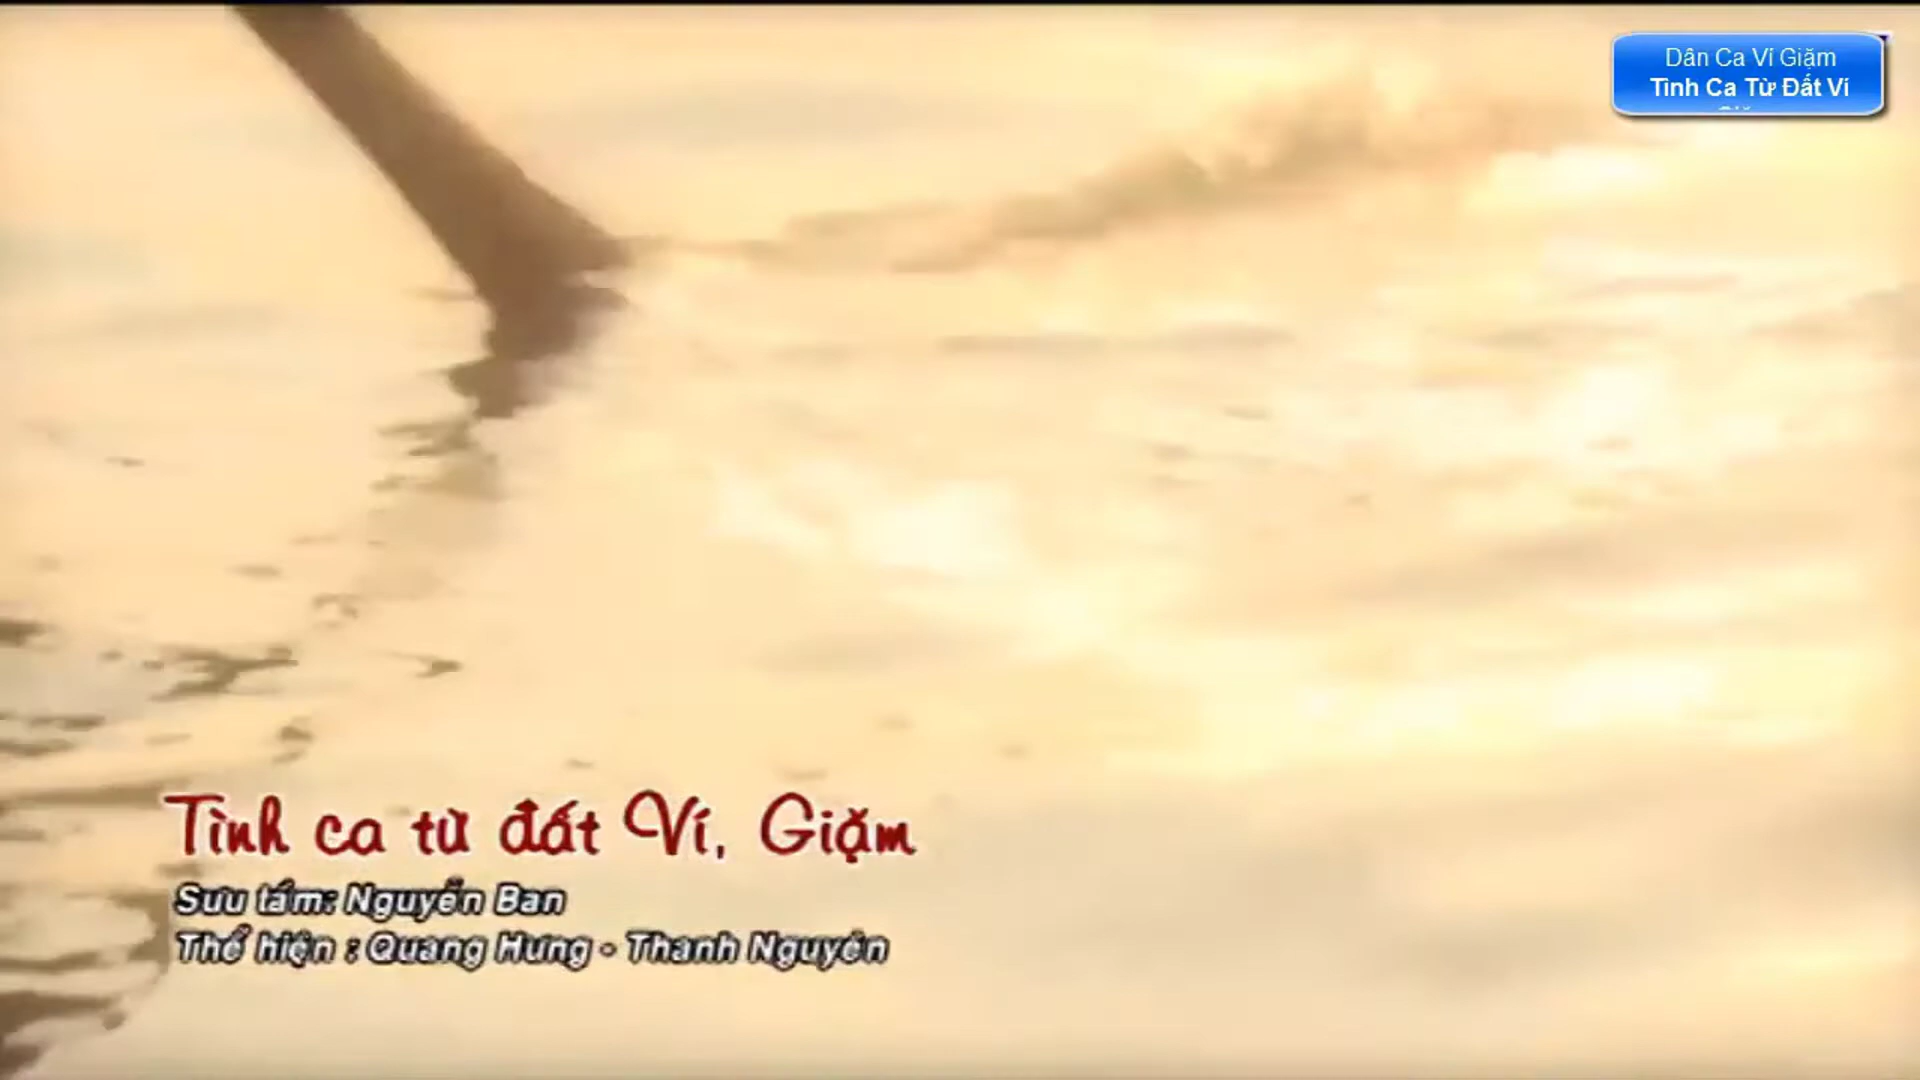 Dân Ca Ví Giặm
Tình Ca Từ Đất Ví
Tình ca từ đất Ví, Giặm
Sưu tầm: Nguyễn Ban
Thể hiện : Quang Hưng - Thanh Nguyên